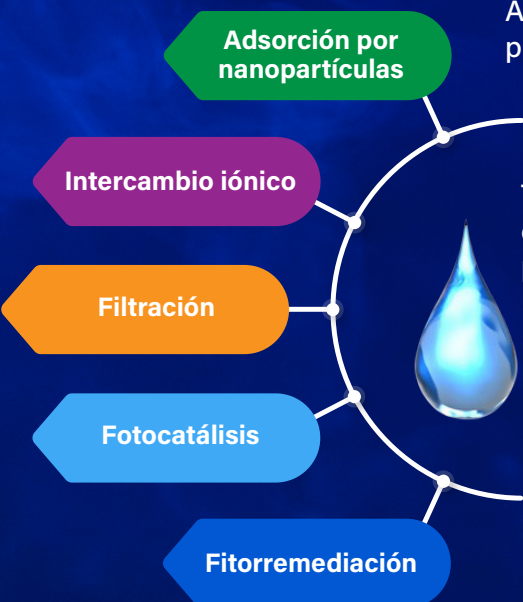 Adsorción por
nanopartículas
Intercambio iónico
Filtración
Fotocatálisis
Fitorremediación